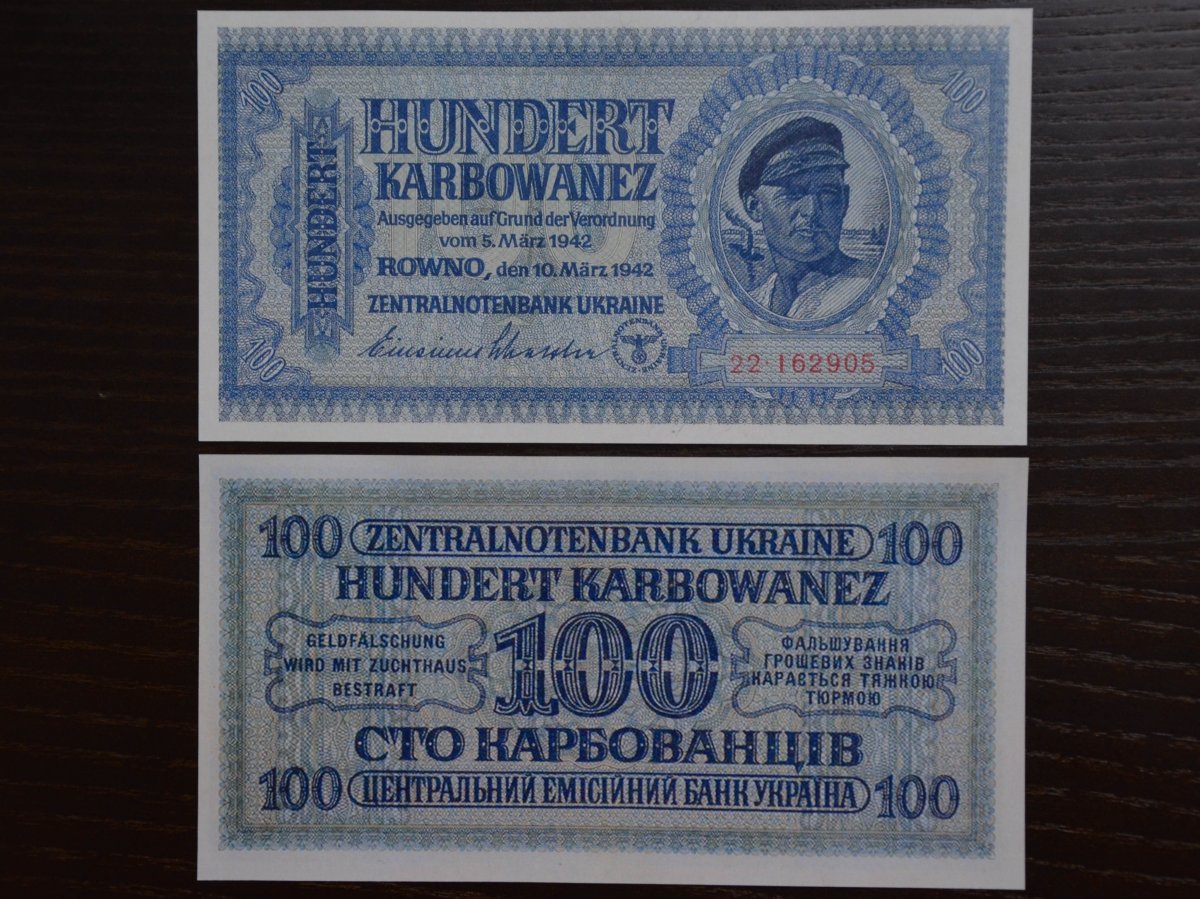 100
100
HUNDERT
HUNDERT
KARBOWANEZ
Ausgegeben auf Grund der Verordnung
vom 5. März 1942
ROWNO, den 10. März 1942
ZENTRALNOTENBANK UKRAINE
22·162905
100
100
100 ZENTRALNOTENBANK UKRAINE 100
HUNDERT KARBOWANEZ
GELDFÄLSCHUNG
WIRD MIT ZUCHTHAUS
BESTRAFT
100
ФАЛЬШУВАННЯ
ГРОШЕВИХ ЗНАКІВ
КАРАЄТЬСЯ ТЯЖКОЮ
ТЮРМОЮ
СТО КАРБОВАНЦІВ
100 ЦЕНТРАЛЬНИЙ ЕМІСІЙНИЙ БАНК УКРАЇНА 100